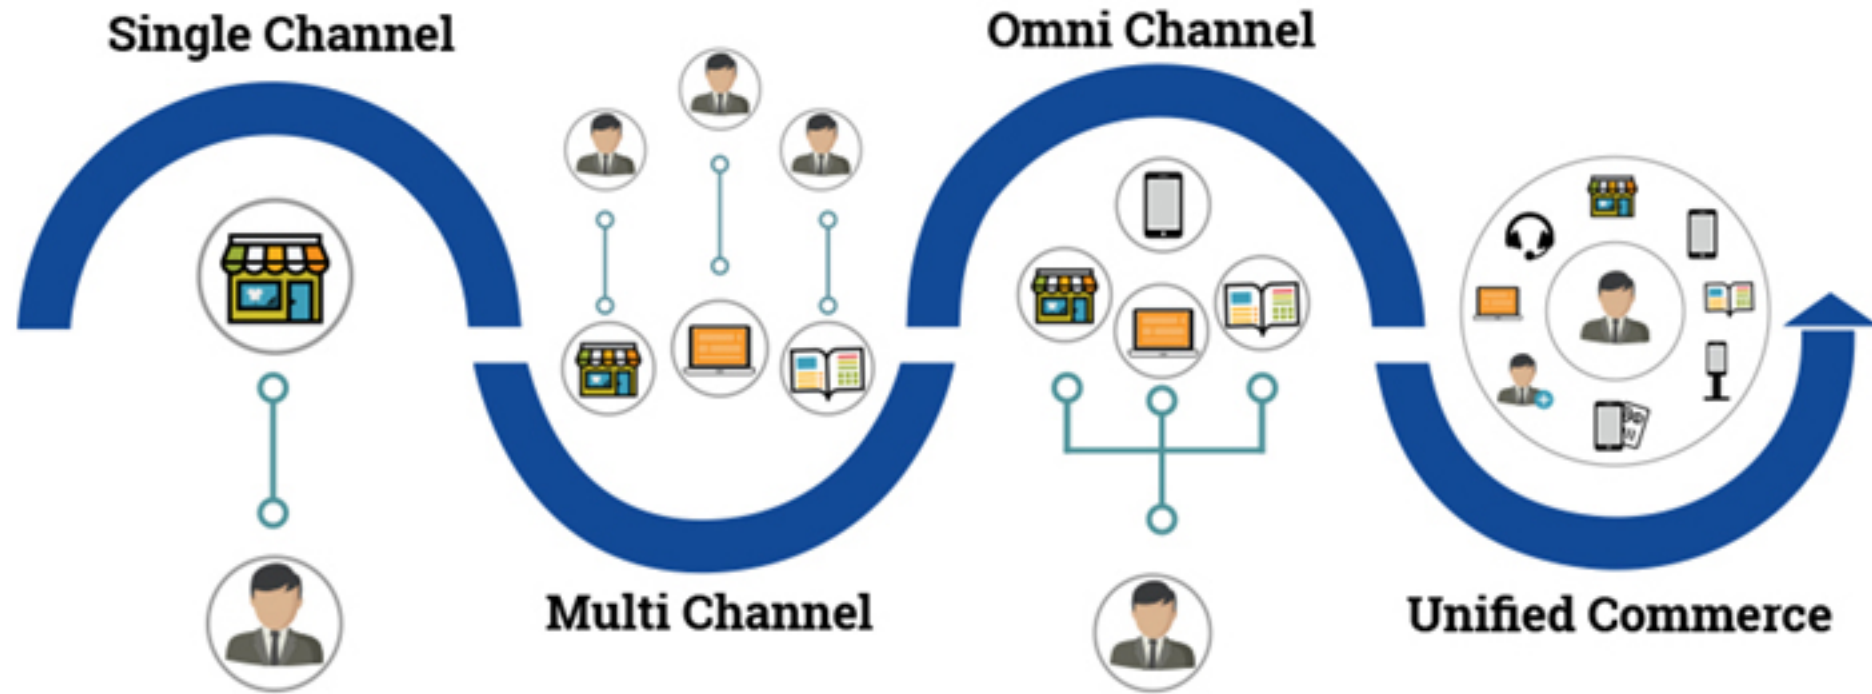 Single Channel
Multi Channel
Omni Channel
Unified Commerce